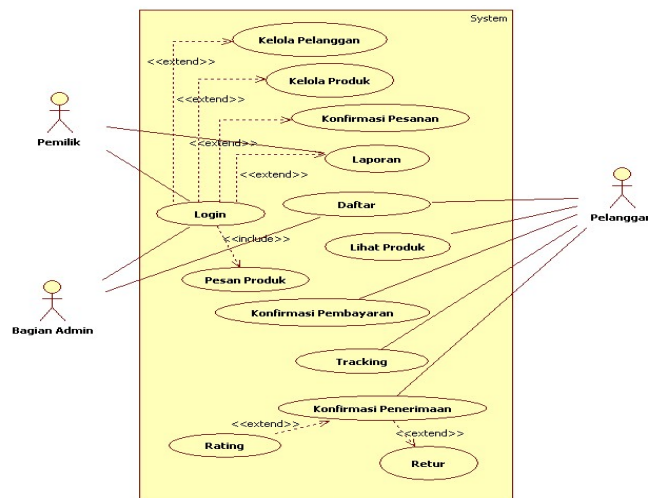 System
Kelola Pelanggan
<<extend>>
Kelola Produk
<<extend>>
Konfirmasi Pesanan
<<extend>>
Pemilik
Laporan
<<extend>>
Daftar
Login
Pelanggan
<<include>>
Lihat Produk
Pesan Produk
Konfirmasi Pembayaran
Bagian Admin
Tracking
Konfirmasi Penerimaan
<<extend>>
<<extend>>
Rating
Retur